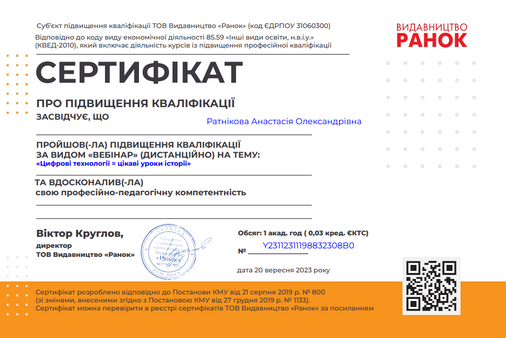 Суб'єкт підвищення кваліфікації ТОВ Видавництво «Ранок» (код ЄДРПОУ 31060300)
Відповідно до коду виду економічної діяльності 85.59 «Інші види освіти, н.в.і.у.»
(КВЕД-2010), який включає діяльність курсів із підвищення професійної кваліфікації
ВИДАВНИЦТВО
РАНОК
СЕРТИФІКАТ
ПРО ПІДВИЩЕННЯ КВАЛІФІКАЦІЇ
ЗАСВІДЧУЄ, ЩО
Ратнікова Анастасія Олександрівна
ПРОЙШОВ(-ЛА) ПІДВИЩЕННЯ КВАЛІФІКАЦІЇ
ЗА ВИДОМ «ВЕБІНАР» (ДИСТАНЦІЙНО) НА ТЕМУ:
«Цифрові технології = цікаві уроки історії»
ТА ВДОСКОНАЛИВ(-ЛА)
свою професійно-педагогічну компетентність
Віктор Круглов,
директор
ТОВ Видавництво «Ранок»
«Ранок»
Обсяг: 1 акад. год ( 0,03 кред. ЄКТС)
№ Y23112311198832308B0
дата 20 вересня 2023 року
Сертифікат розроблено відповідно до Постанови КМУ від 21 серпня 2019 р. № 800
(зі змінами, внесеними згідно з Постановою КМУ від 27 грудня 2019 р. № 1133).
Сертифікат можна перевірити в реєстрі сертифікатів ТОВ Видавництво «Ранок» за посиланням